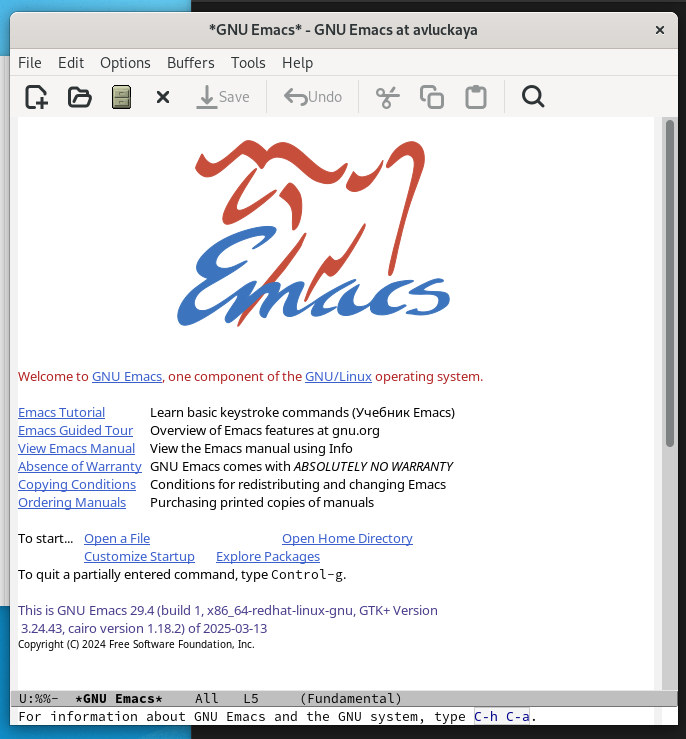 *GNU Emacs* - GNU Emacs at avluckaya
File Edit Options Buffers Tools Help
Save Undo
Emacs
Welcome to GNU Emacs, one component of the GNU/Linux operating system.
Emacs Tutorial Learn basic keystroke commands (Учебник Emacs)
Emacs Guided Tour Overview of Emacs features at gnu.org
View Emacs Manual View the Emacs manual using Info
Absence of Warranty GNU Emacs comes with ABSOLUTELY NO WARRANTY
Copying Conditions Conditions for redistributing and changing Emacs
Ordering Manuals Purchasing printed copies of manuals
To start... Open a File Open Home Directory
Customize Startup Explore Packages
To quit a partially entered command, type Control-g.
This is GNU Emacs 29.4 (build 1, x86_64-redhat-linux-gnu, GTK+ Version
3.24.43, cairo version 1.18.2) of 2025-03-13
Copyright (C) 2024 Free Software Foundation, Inc.
U:%%- *GNU Emacs* All L5 (Fundamental)
For information about GNU Emacs and the GNU system, type C-h C-a.